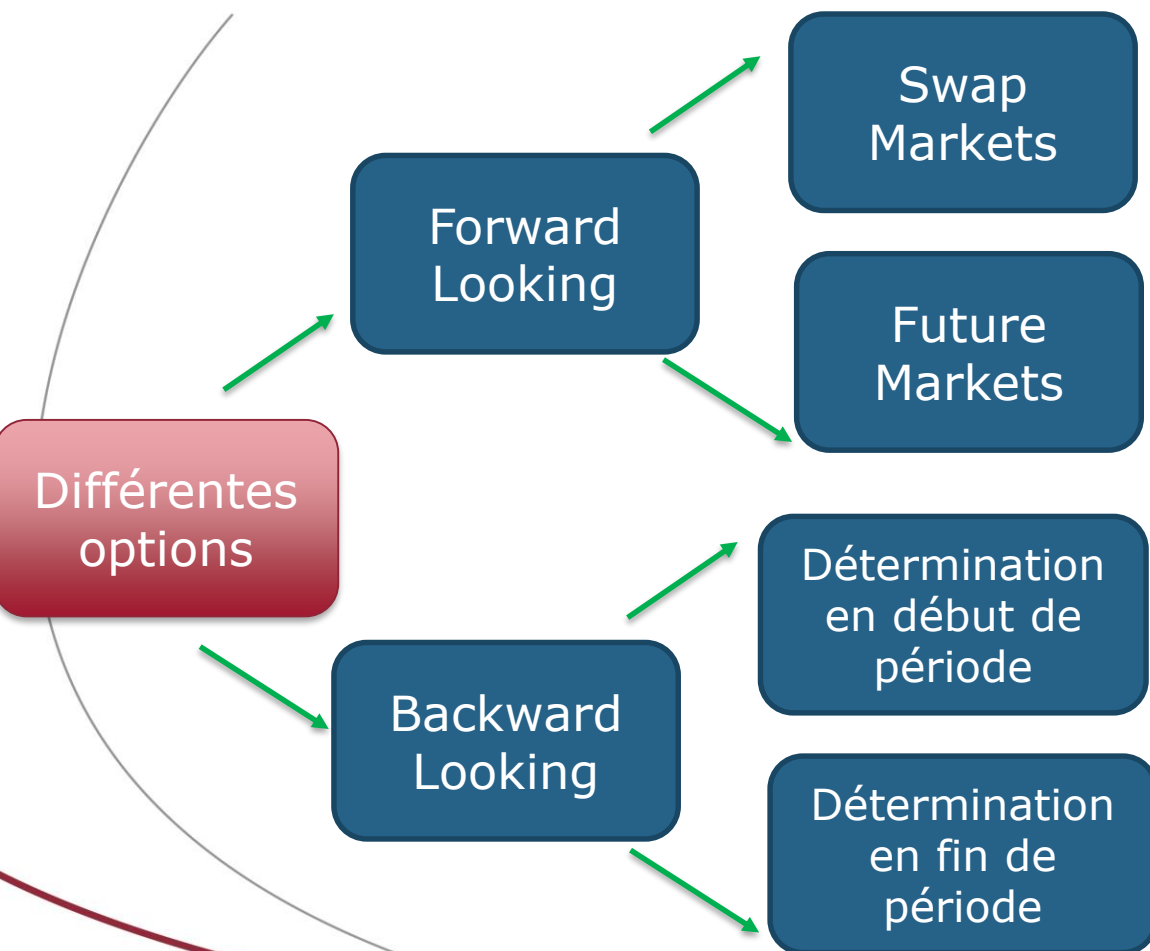 Différentes
options
Forward
Looking
Swap
Markets
Future
Markets
Backward
Looking
Détermination
en début de
période
Détermination
en fin de
période